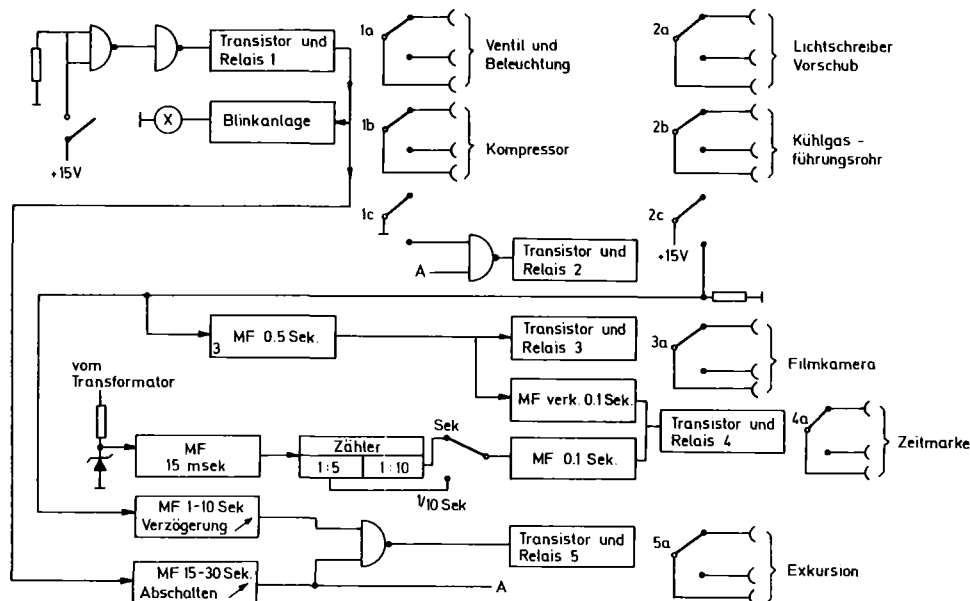 Transistor und
Relais 1
+15V
X
Blinkanlage
1a
Ventil und
Beleuchtung
1b
Kompressor
1c
2a
Lichtschreiber
Vorschub
2b
Kühlgas -
führungsrohr
2c
+15V
A
Transistor und
Relais 2
3
MF 0.5 Sek.
Transistor und
Relais 3
3a
Filmkamera
vom
Transformator
MF
15 msek
Zähler
1:5
1:10
Sek
1/10 Sek
MF verk. 0.1 Sek.
MF 0.1 Sek.
Transistor und
Relais 4
4a
Zeitmarke
MF 1-10 Sek
Verzögerung
MF 15-30 Sek.
Abschalten
Transistor und
Relais 5
A
5a
Exkursion